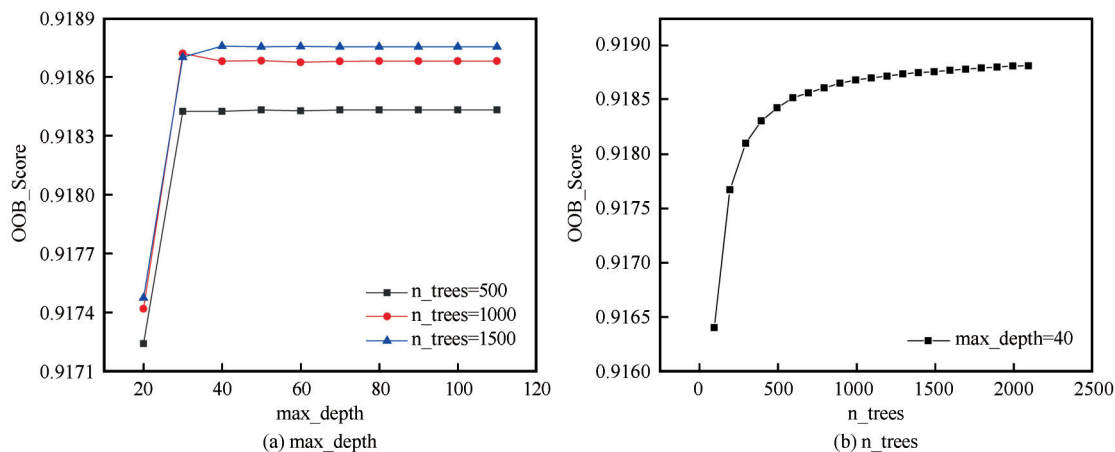 0.9189
0.9186
0.9183
0.9180
0.9177
0.9174
0.9171
OOB_Score
n_trees=500
n_trees=1000
n_trees=1500
20 40 60 80 100 120
max_depth
(a) max_depth
0.9190
0.9185
0.9180
0.9175
0.9170
0.9165
0.9160
OOB_Score
max_depth=40
0 500 1000 1500 2000 2500
n_trees
(b) n_trees